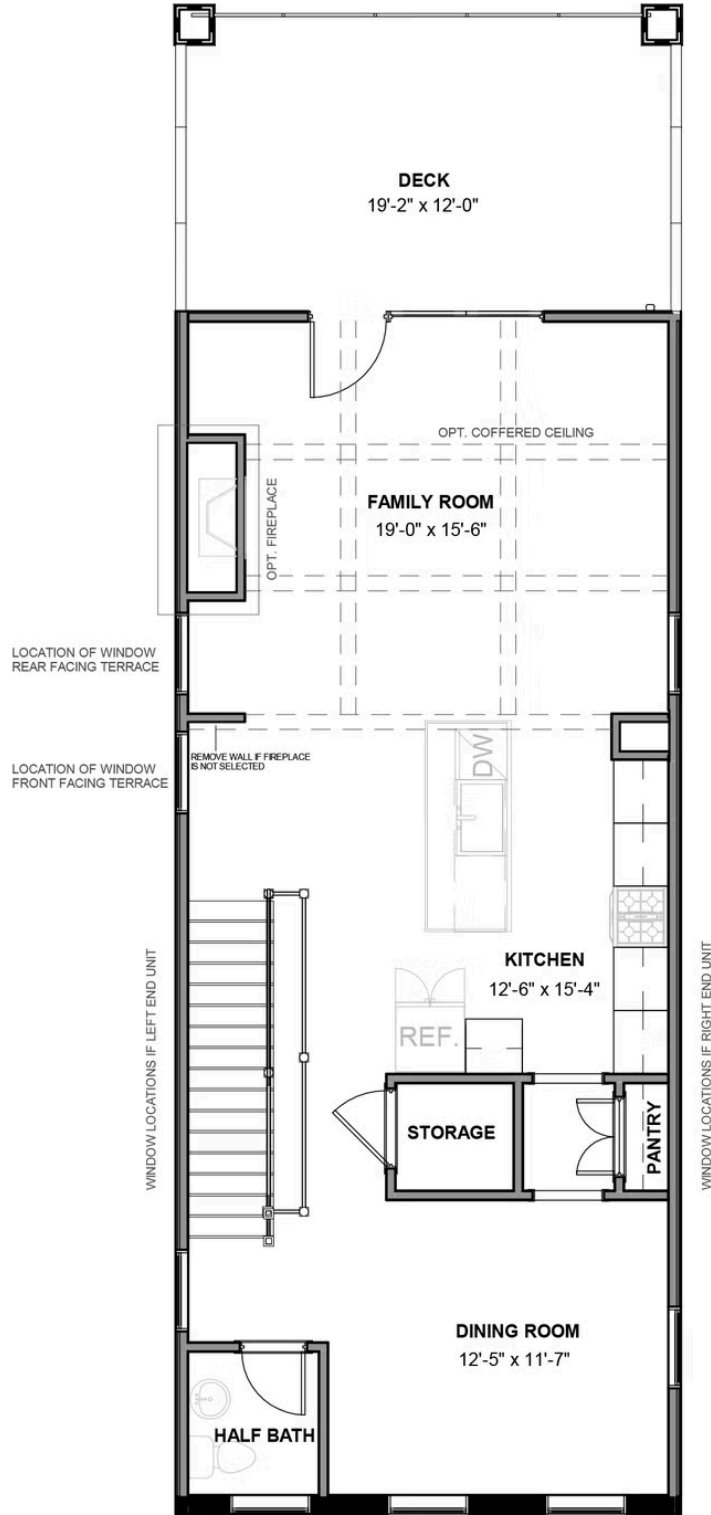 DECK
19'-2" x 12'-0"
OPT. COFFERED CEILING
FAMILY ROOM
19'-0" x 15'-6"
OPT. FIREPLACE
LOCATION OF WINDOW
REAR FACING TERRACE
LOCATION OF WINDOW
FRONT FACING TERRACE
REMOVE WALL IF FIREPLACE
IS NOT SELECTED
DW
KITCHEN
12'-6" x 15'-4"
REF.
WINDOW LOCATIONS IF LEFT END UNIT
WINDOW LOCATIONS IF RIGHT END UNIT
STORAGE
PANTRY
DINING ROOM
12'-5" x 11'-7"
HALF BATH